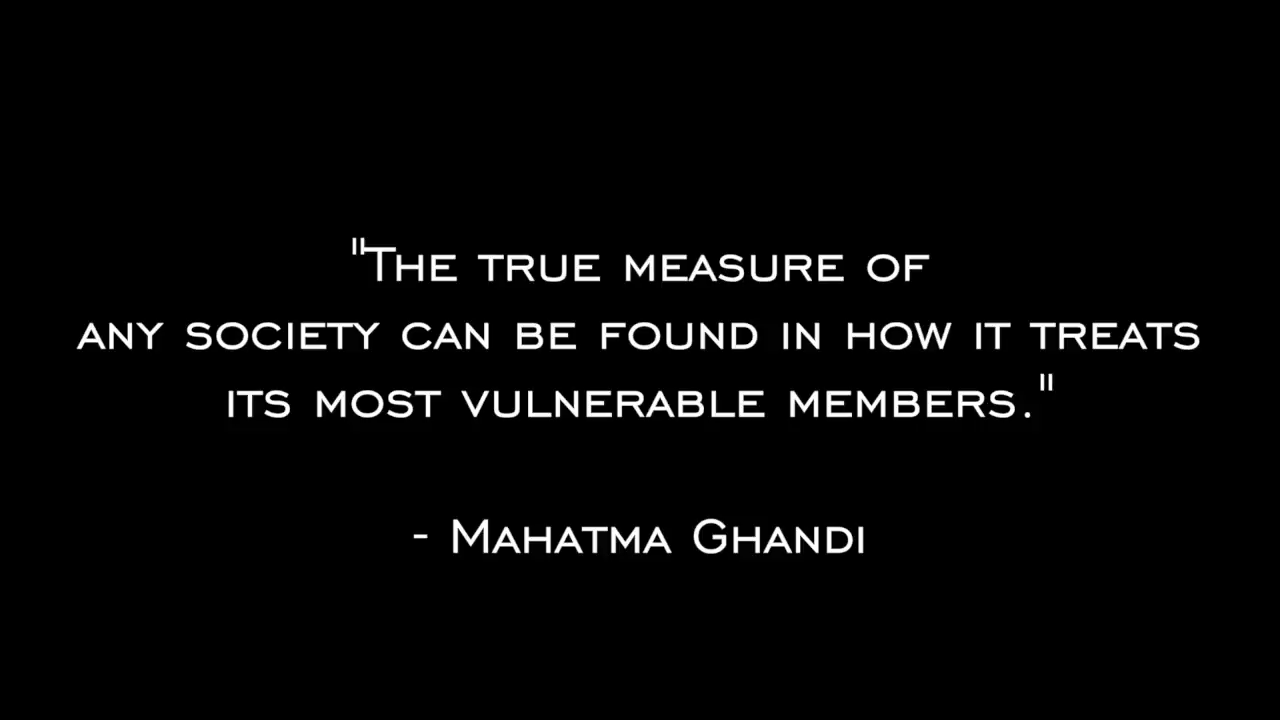 "The true measure of
any society can be found in how it treats
its most vulnerable members."
- Mahatma Ghandi